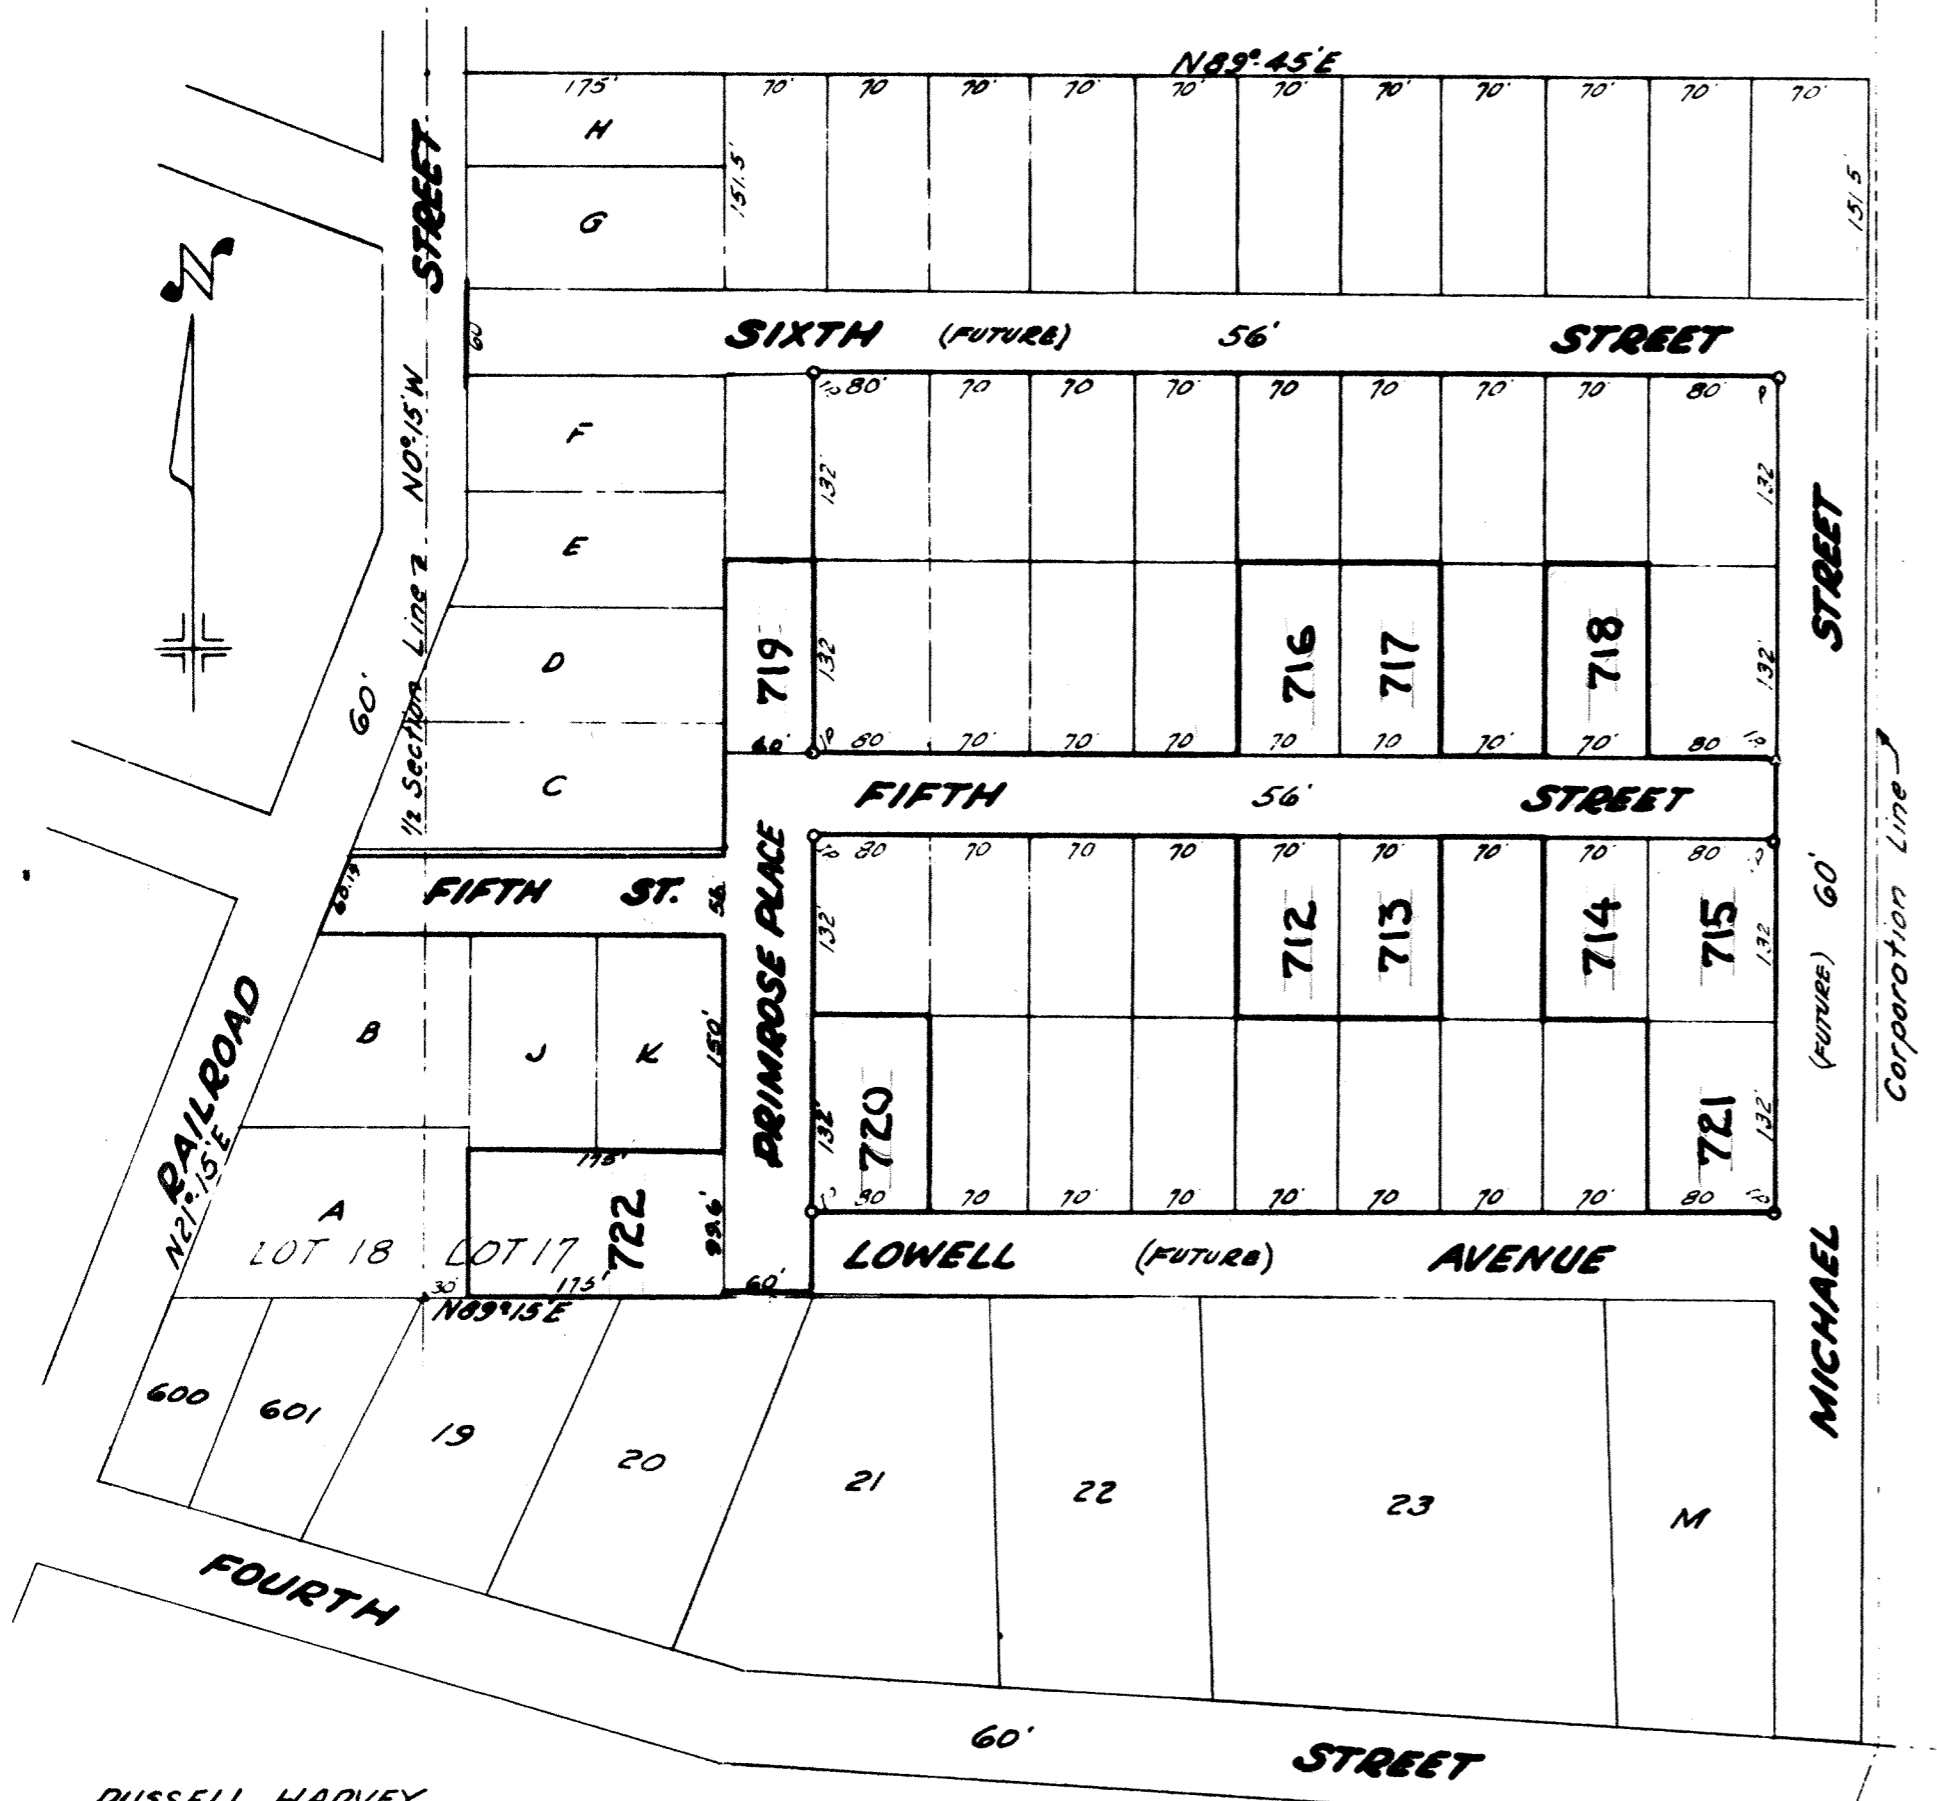 N89°-45'E
175' 70' 70 70' 70' 70' 70' 70' 70' 70' 70' 70'
H
STREET
151.5'
151.5'
G
N
60'
SIXTH (FUTURE) 56' STREET
80' 70 70 70' 70 70' 70' 70' 80'
N0°-15'W
F
132'
132
STREET
E
1/2 Section Line
D
719
132
716
717
718
132'
60'
60' 80 70' 70 70 70 70 70' 70' 80
C
FIFTH 56' STREET
Corporation Line
80 70 70 70' 70' 70' 70' 70' 80
FIFTH ST. 56
PRIMROSE PLACE
132'
712
713
714
715
132
(FUTURE) 60'
RAILROAD
N21°-15'E
B
J
K
150'
132'
720
721
132'
175'
80 70 70' 70' 70 70 70' 70' 80
A
722
99.6'
LOT 18 LOT 17
LOWELL (FUTURE) AVENUE
30' 175' 60'
N89°15'E
MICHAEL
600
601
19
20
21
22
23
M
FOURTH
60'
STREET
RUSSELL HARVEY